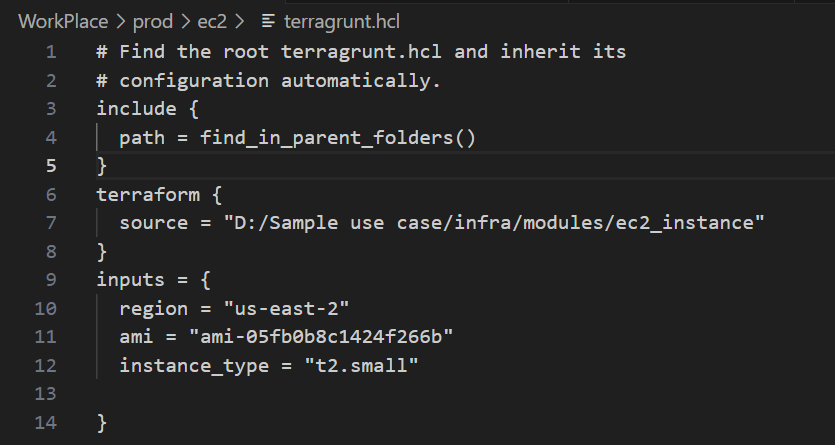 WorkPlace > prod > ec2 > terragrunt.hcl
1 # Find the root terragrunt.hcl and inherit its
2 # configuration automatically.
3 include {
4   path = find_in_parent_folders()
5 }
6 terraform {
7   source = "D:/Sample use case/infra/modules/ec2_instance"
8 }
9 inputs = {
10   region = "us-east-2"
11   ami = "ami-05fb0b8c1424f266b"
12   instance_type = "t2.small"
13
14 }